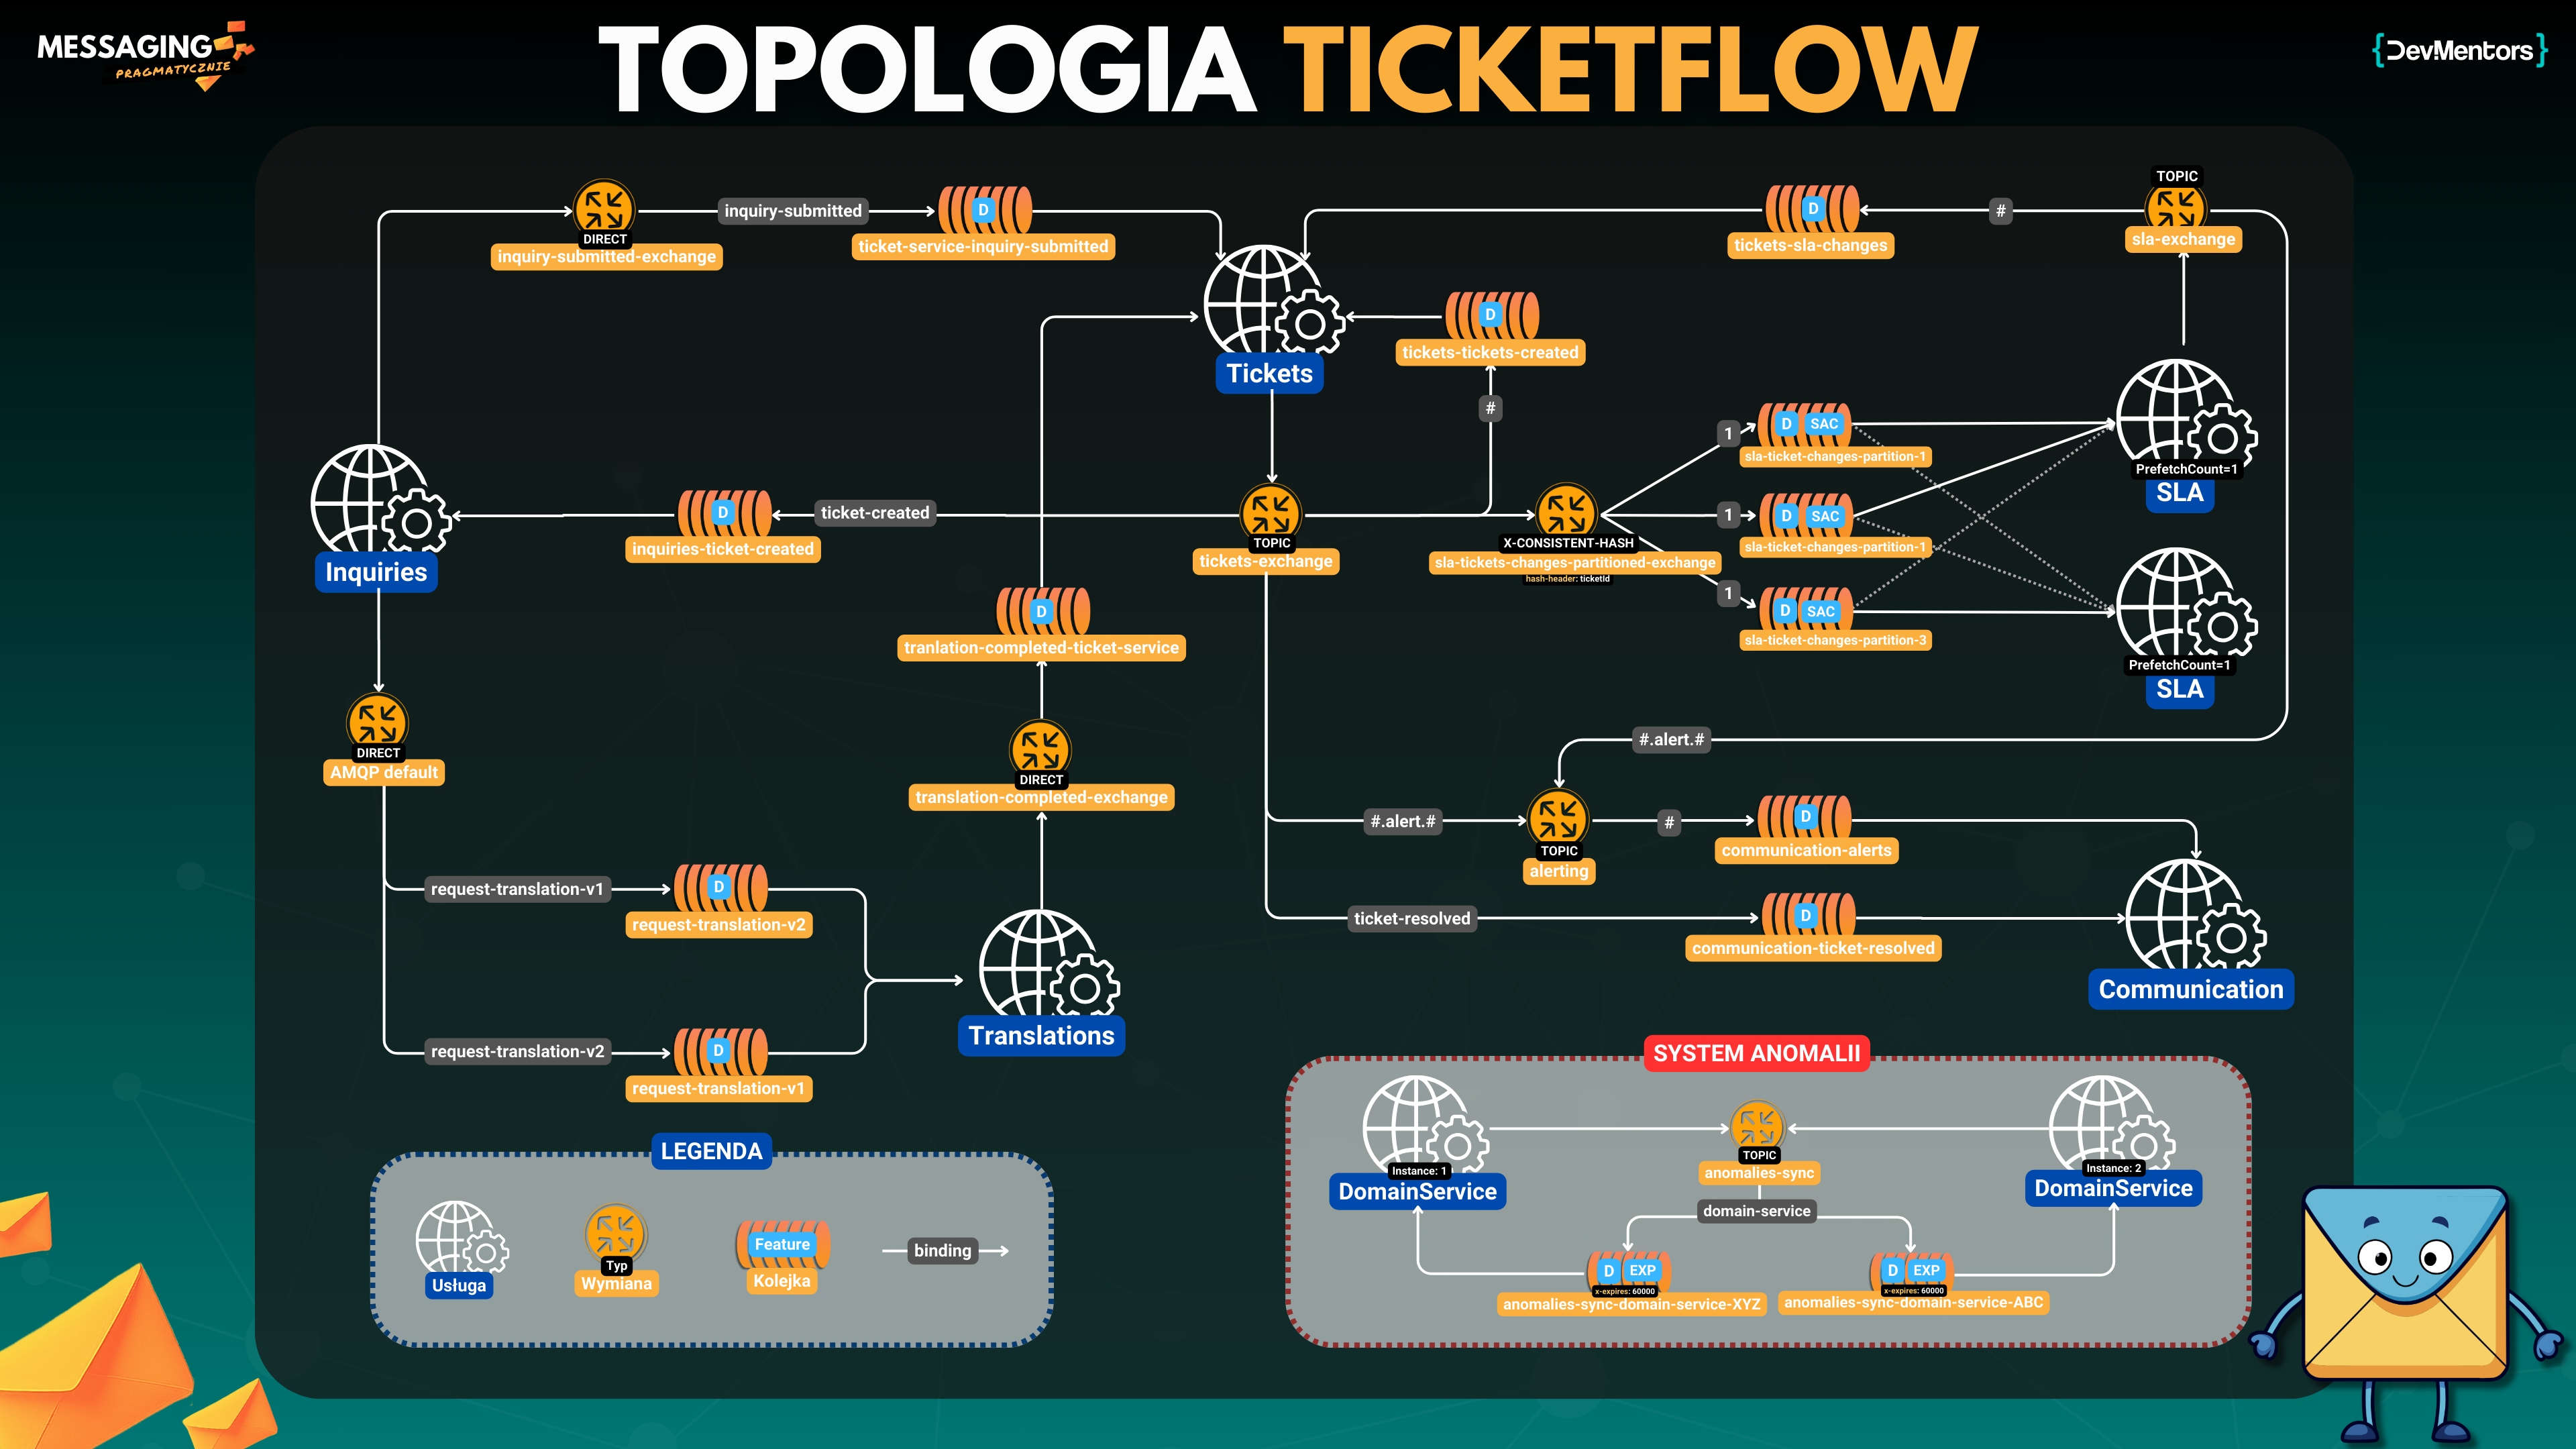 MESSAGING
PRAGMATYCZNIE
TOPOLOGIA TICKETFLOW
{DevMentors}
DIRECT
inquiry-submitted-exchange
inquiry-submitted
D
ticket-service-inquiry-submitted
Tickets
D
tickets-sla-changes
#
TOPIC
sla-exchange
D
tickets-tickets-created
#
Inquiries
D
inquiries-ticket-created
ticket-created
TOPIC
tickets-exchange
X-CONSISTENT-HASH
sla-tickets-changes-partitioned-exchange
hash-header: ticketId
1
D SAC
sla-ticket-changes-partition-1
1
D SAC
sla-ticket-changes-partition-1
1
D SAC
sla-ticket-changes-partition-3
PrefetchCount=1
SLA
PrefetchCount=1
SLA
D
tranlation-completed-ticket-service
DIRECT
translation-completed-exchange
DIRECT
AMQP default
request-translation-v1
D
request-translation-v2
request-translation-v2
D
request-translation-v1
Translations
#.alert.#
#.alert.#
TOPIC
alerting
#
D
communication-alerts
ticket-resolved
D
communication-ticket-resolved
Communication
LEGENDA
Usługa
Typ
Wymiana
Feature
Kolejka
binding
SYSTEM ANOMALII
Instance: 1
DomainService
TOPIC
anomalies-sync
domain-service
Instance: 2
DomainService
D EXP
x-expires: 60000
anomalies-sync-domain-service-XYZ
D EXP
x-expires: 60000
anomalies-sync-domain-service-ABC